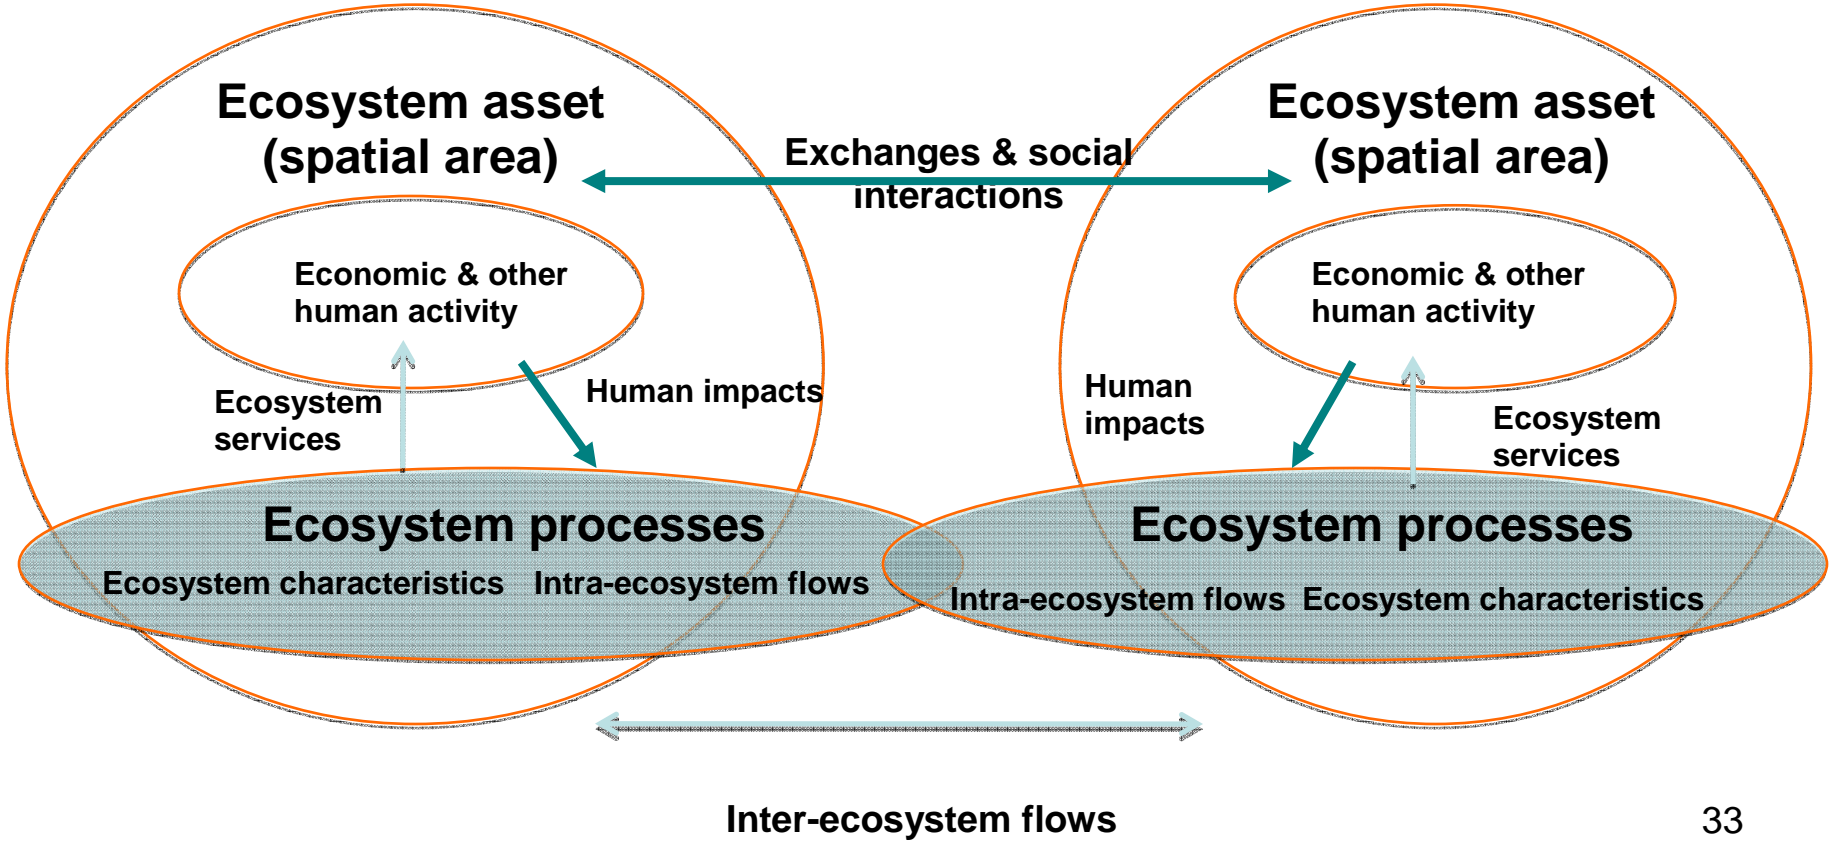 Ecosystem asset
(spatial area)
Exchanges & social
interactions
Ecosystem asset
(spatial area)
Economic & other
human activity
Economic & other
human activity
Ecosystem
services
Human impacts
Human
impacts
Ecosystem
services
Ecosystem processes
Ecosystem characteristics Intra-ecosystem flows
Ecosystem processes
Intra-ecosystem flows Ecosystem characteristics
Inter-ecosystem flows
33